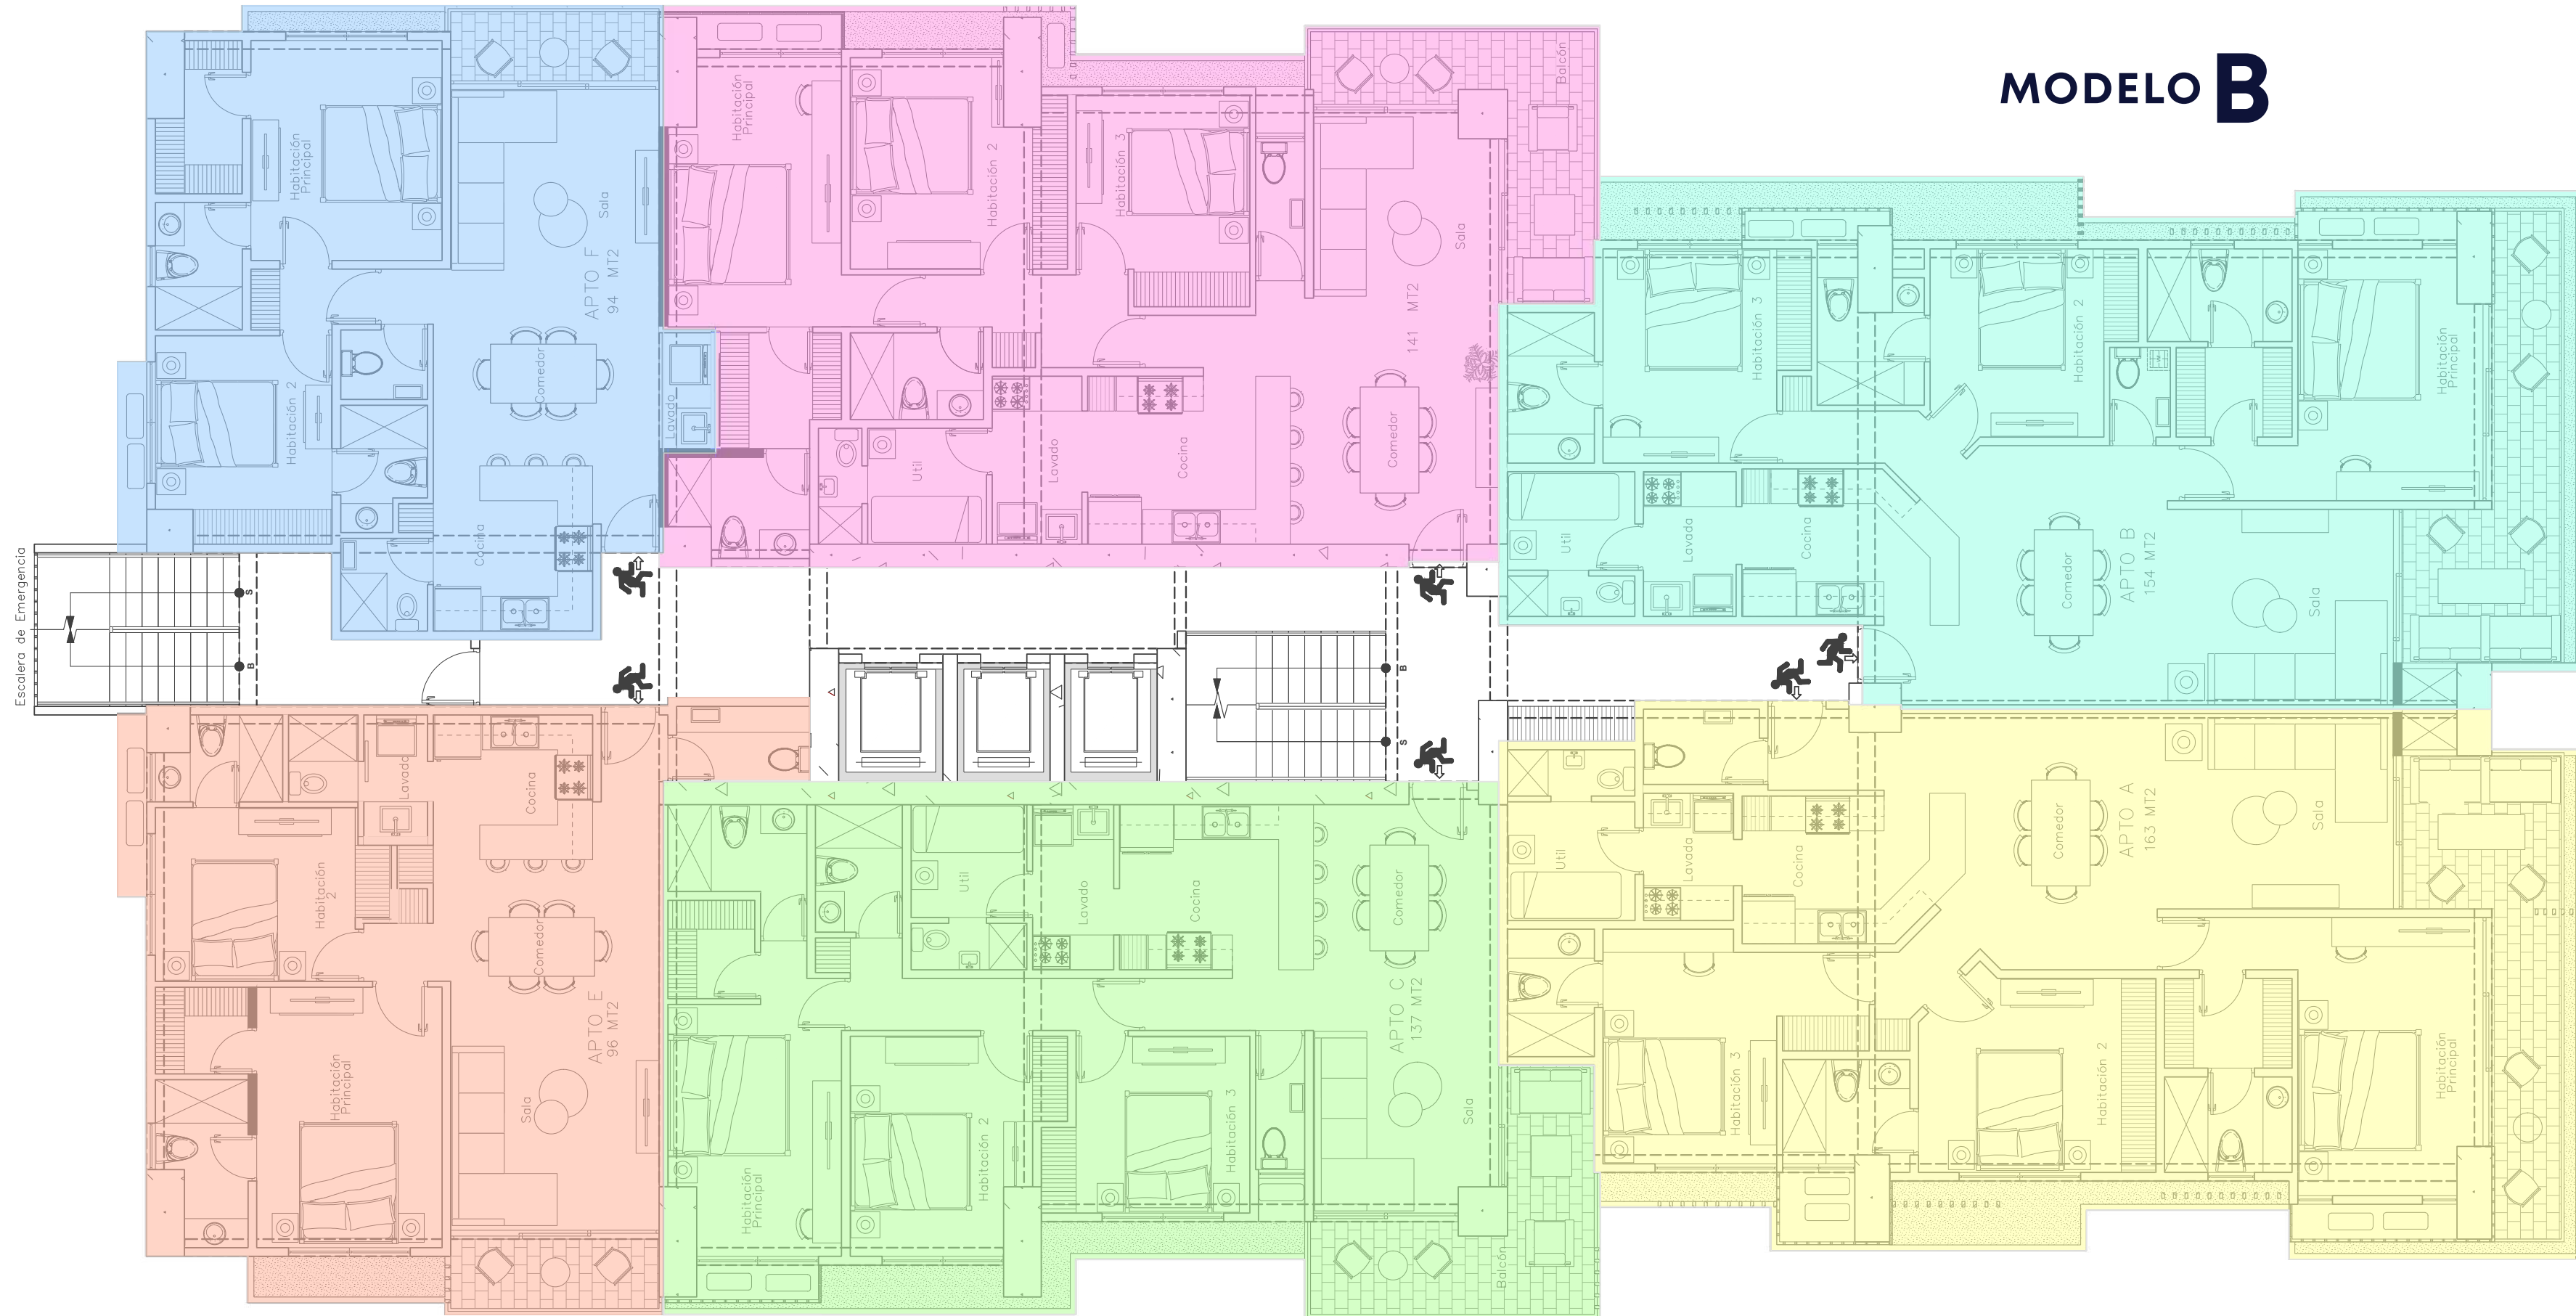 MODELO B
Habitación
Principal
Sala
APTO F
94 MT2
Habitación 2
Comedor
Lavado
Cocina
Habitación
Principal
Habitación 2
Habitación 3
Balcón
Sala
141 MT2
Util
Lavado
Cocina
Comedor
Habitación 3
Habitación 2
Habitación
Principal
Util
Lavado
Cocina
Comedor
APTO B
154 MT2
Sala
Escalera de Emergencia
S
B
B
S
Lavado
Cocina
Habitación
2
Comedor
APTO E
96 MT2
Habitación
Principal
Sala
Util
Lavado
Cocina
Comedor
APTO C
137 MT2
Habitación
Principal
Habitación 2
Habitación 3
Sala
Balcón
Util
Lavado
Cocina
Comedor
APTO A
163 MT2
Sala
Habitación 3
Habitación 2
Habitación
Principal